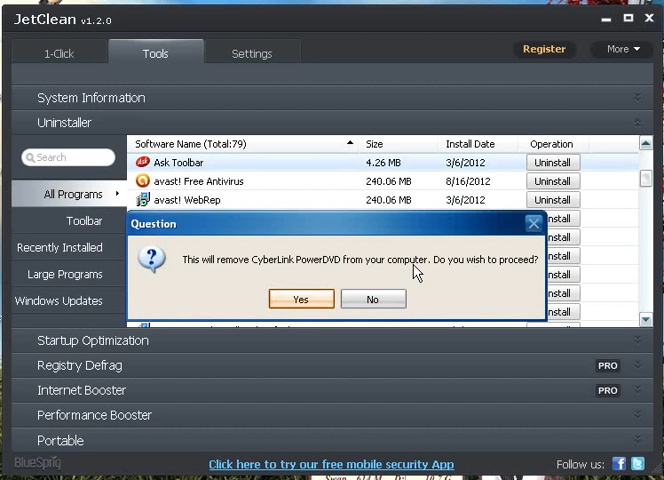 JetClean v1.2.0
1-Click
Tools
Settings
Register
More
System Information
Uninstaller
Search
All Programs
Toolbar
Recently Installed
Large Programs
Windows Updates
Software Name (Total:79) Size Install Date Operation
Ask Toolbar 4.26 MB 3/6/2012 Uninstall
avast! Free Antivirus 240.06 MB 8/16/2012 Uninstall
avast! WebRep 240.06 MB 3/6/2012 Uninstall
Question
This will remove CyberLink PowerDVD from your computer. Do you wish to proceed?
Yes No
Startup Optimization
Registry Defrag PRO
Internet Booster PRO
Performance Booster
Portable
BlueSprig
Click here to try our free mobile security App
Follow us: